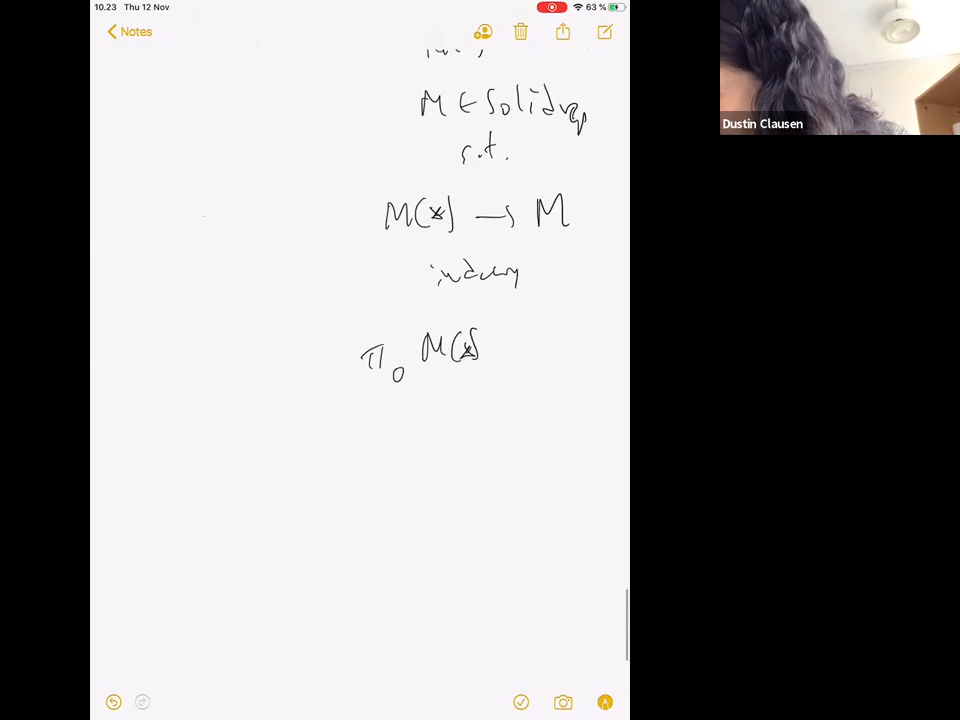 10.23 Thu 12 Nov
63 %
Notes
M ∈ Solid
s.t.
M(*) → M
Dustin Clausen
π₀ M(*)